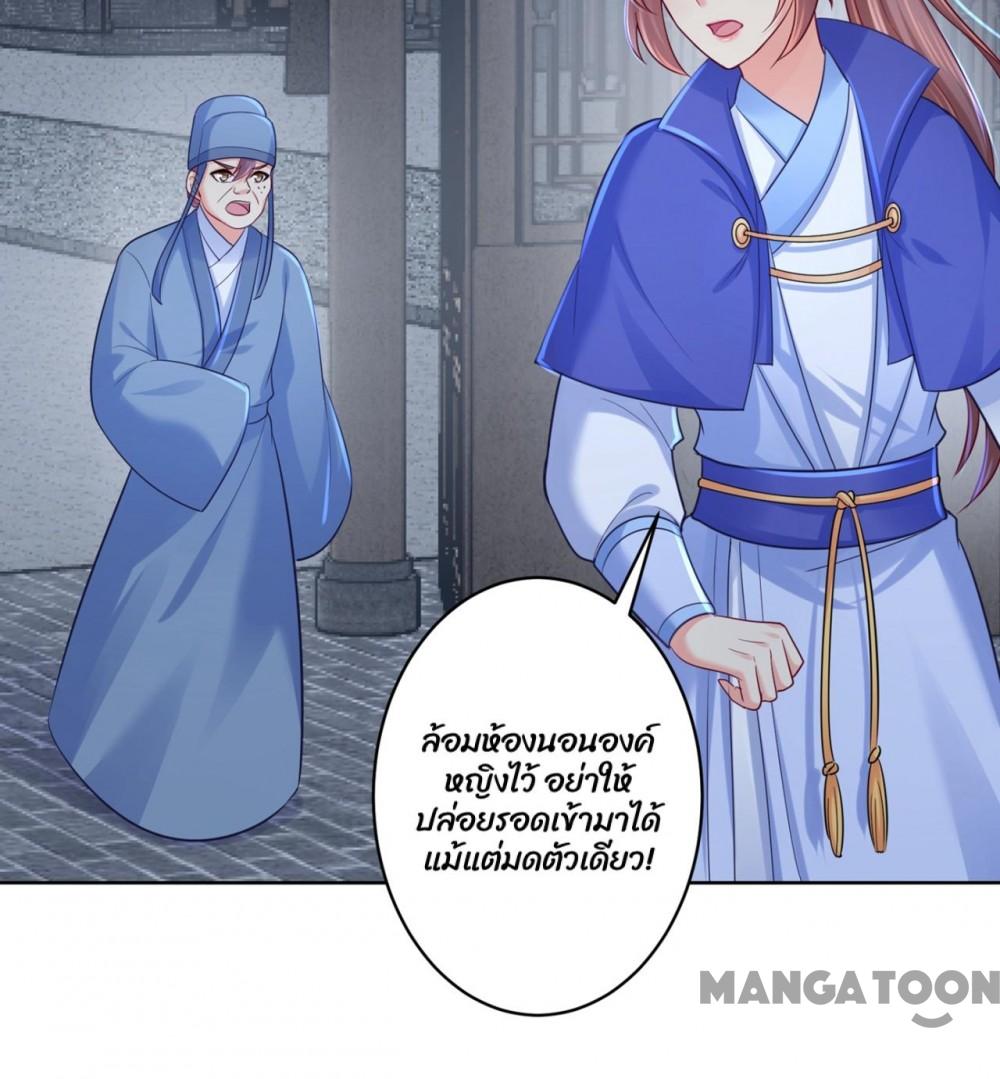 ล้อมห้องนอนองค์
หญิงไว้ อย่าให้
ปล่อยรอดเข้ามาได้
แม้แต่มดตัวเดียว!
MANGATOON